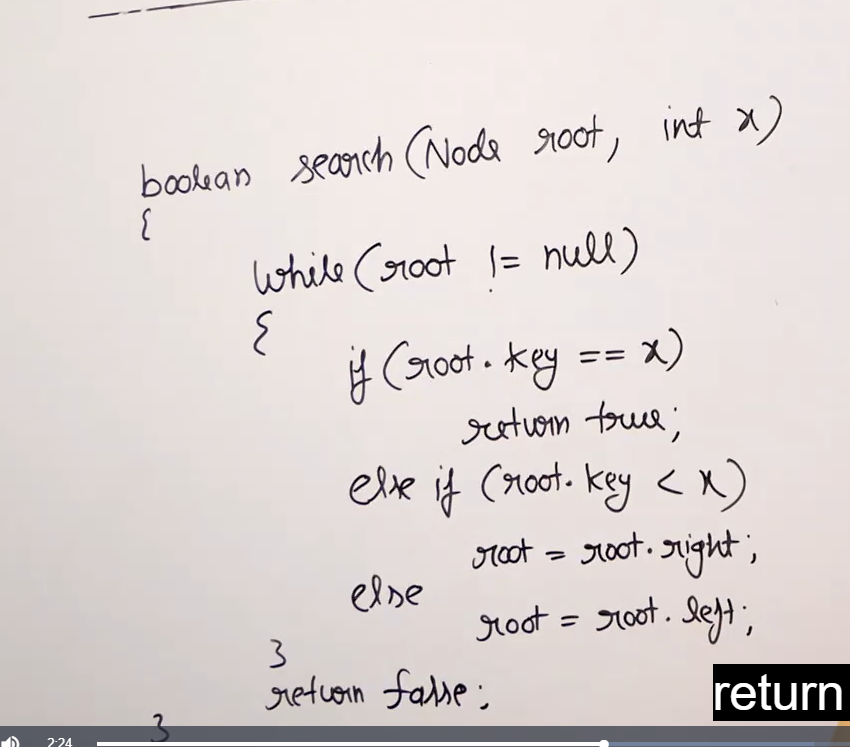 boolean search(Node root, int x)
{
while(root != null)
{
if (root.key == x)
return true;
else if (root.key < x)
root = root.right;
else
root = root.left;
}
return false;
}
return
2:24